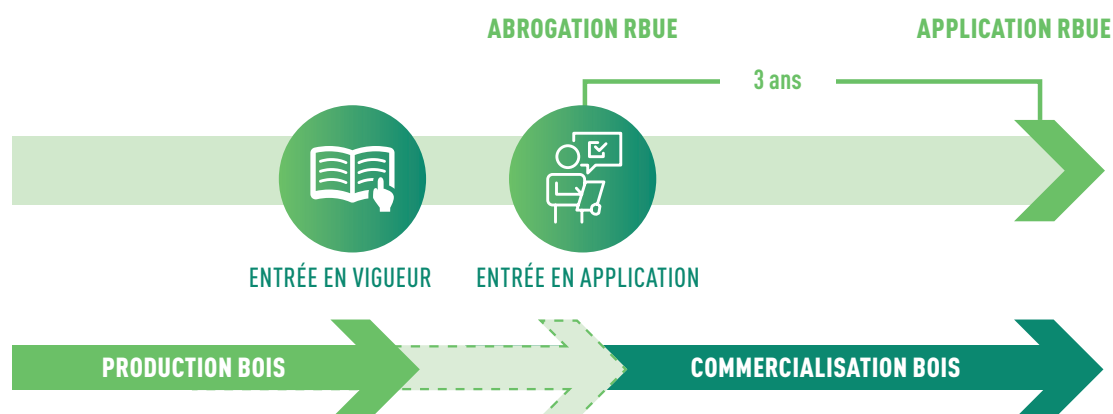 ABROGATION RBUE
APPLICATION RBUE
3 ans
ENTRÉE EN VIGUEUR
ENTRÉE EN APPLICATION
PRODUCTION BOIS
COMMERCIALISATION BOIS